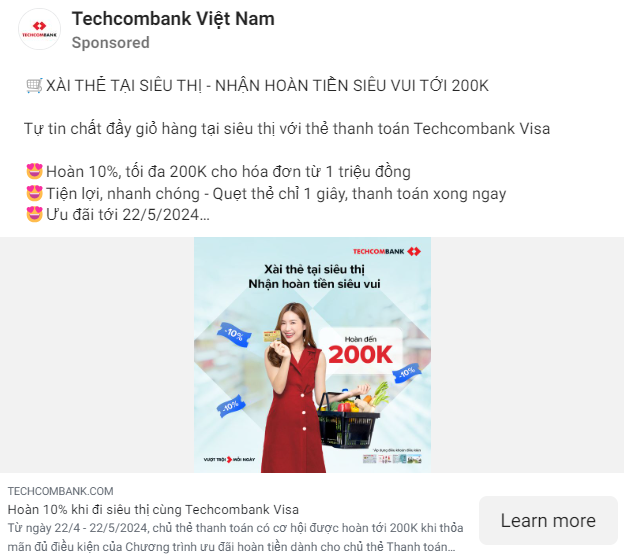 Techcombank Việt Nam
TECHCOMBANK
Sponsored
🛒XÀI THẺ TẠI SIÊU THỊ - NHẬN HOÀN TIỀN SIÊU VUI TỚI 200K
Tự tin chất đầy giỏ hàng tại siêu thị với thẻ thanh toán Techcombank Visa
😍Hoàn 10%, tối đa 200K cho hóa đơn từ 1 triệu đồng
😍Tiện lợi, nhanh chóng - Quẹt thẻ chỉ 1 giây, thanh toán xong ngay
😍Ưu đãi tới 22/5/2024…
TECHCOMBANK
Xài thẻ tại siêu thị
Nhận hoàn tiền siêu vui
-10%
Hoàn đến
200K
-10%
-10%
VƯỢT TRỘI MỖI NGÀY
TECHCOMBANK.COM
Hoàn 10% khi đi siêu thị cùng Techcombank Visa
Từ ngày 22/4 - 22/5/2024, chủ thẻ thanh toán có cơ hội được hoàn tới 200K khi thỏa
mãn đủ điều kiện của Chương trình ưu đãi hoàn tiền dành cho chủ thẻ Thanh toán…
Learn more